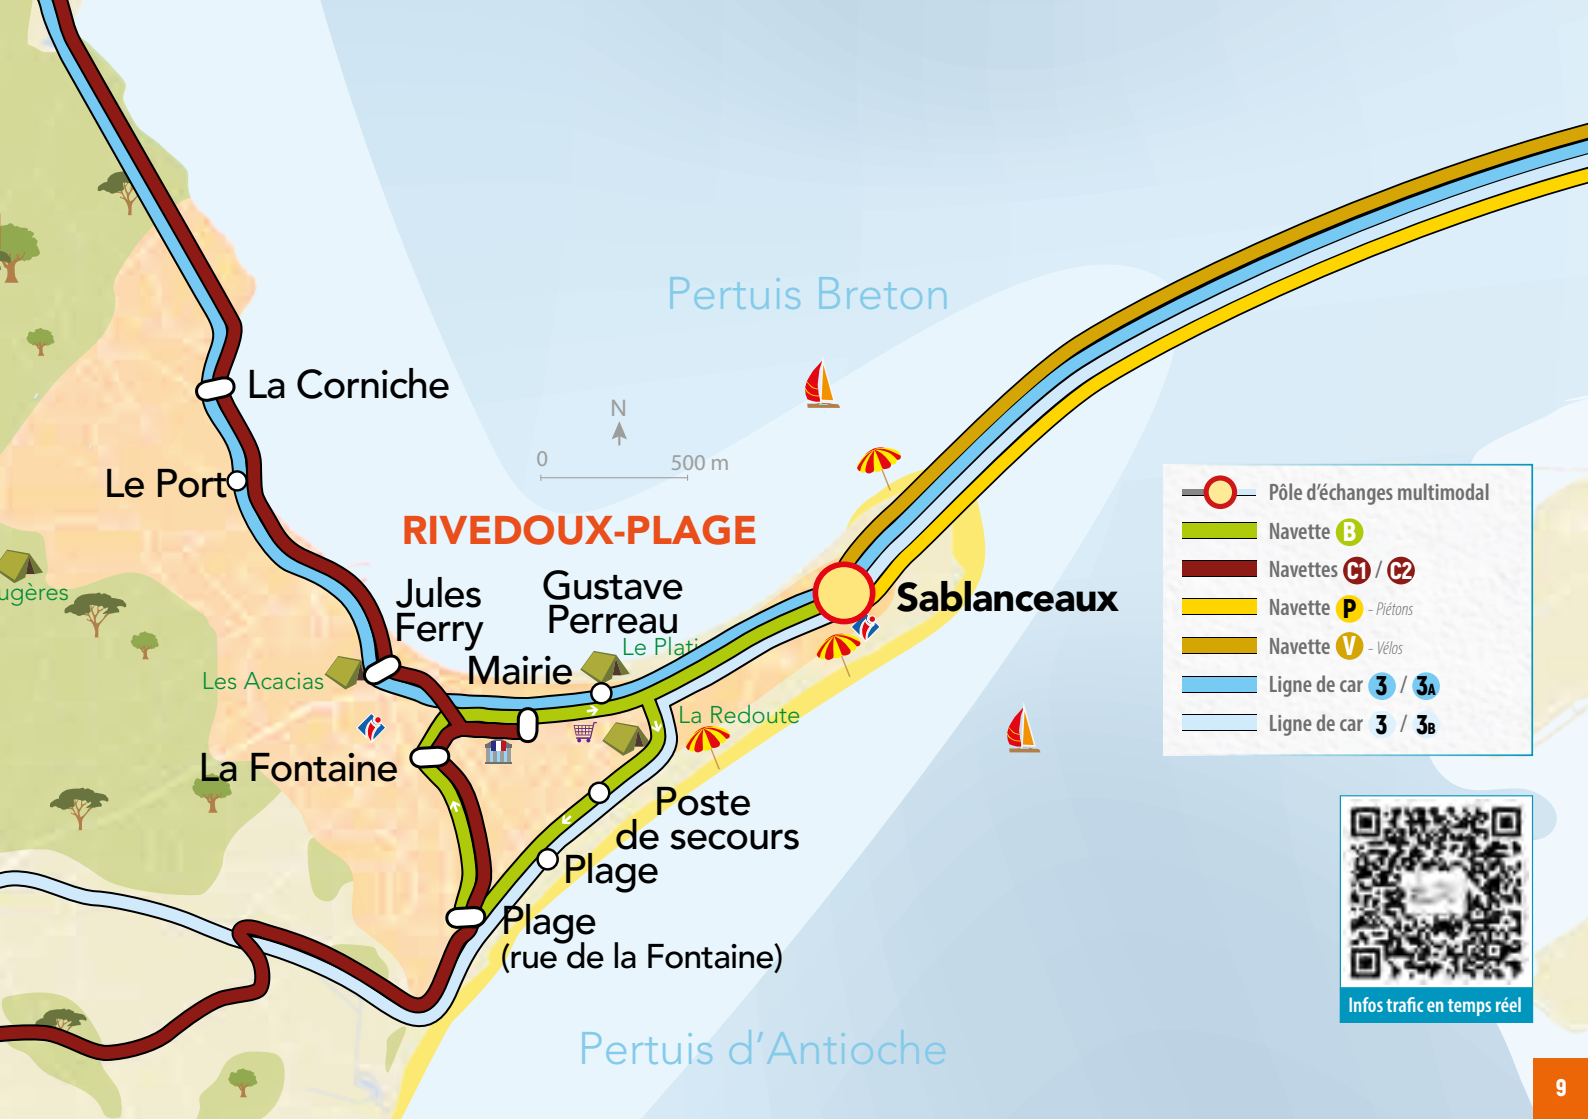 Pertuis Breton
La Corniche
N
0
500 m
Le Port
RIVEDOUX-PLAGE
Jules
Ferry
Gustave
Perreau
Sablanceaux
Le Plati
Mairie
Les Acacias
ugères
La Redoute
La Fontaine
Poste
de secours
Plage
Plage
(rue de la Fontaine)
Pertuis d'Antioche
Pôle d'échanges multimodal
Navette B
Navettes C1 / C2
Navette P - Piétons
Navette V - Vélos
Ligne de car 3 / 3A
Ligne de car 3 / 3B
Infos trafic en temps réel
9